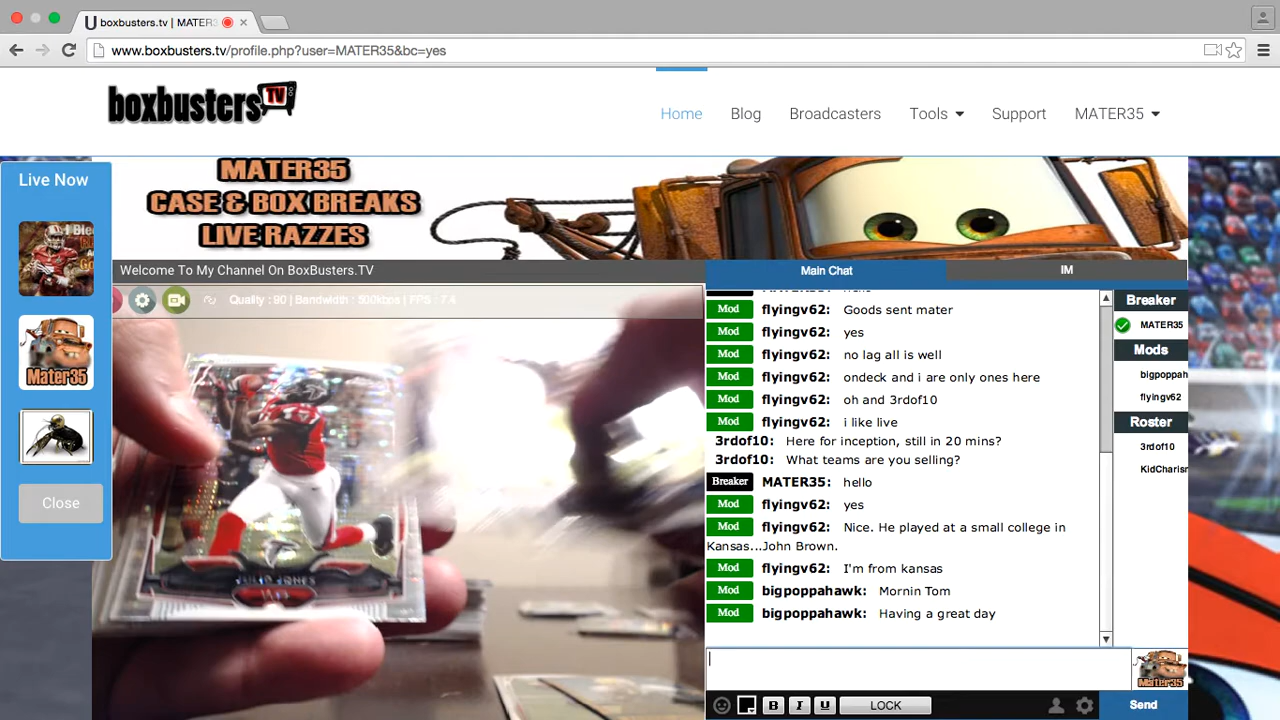 boxbusters.tv | MATER3
www.boxbusters.tv/profile.php?user=MATER35&bc=yes
boxbusters TV
Home Blog Broadcasters Tools Support MATER35
Live Now
Mater35
Close
MATER35
CASE & BOX BREAKS
LIVE RAZZES
Welcome To My Channel On BoxBusters.TV
Quality : 90 | Bandwidth : 500kbps | FPS : 7.4
JULIO JONES
Main Chat IM
Mod flyingv62: Goods sent mater
Mod flyingv62: yes
Mod flyingv62: no lag all is well
Mod flyingv62: ondeck and i are only ones here
Mod flyingv62: oh and 3rdof10
Mod flyingv62: i like live
3rdof10: Here for inception, still in 20 mins?
3rdof10: What teams are you selling?
Breaker MATER35: hello
Mod flyingv62: yes
Mod flyingv62: Nice. He played at a small college in
Kansas...John Brown.
Mod flyingv62: I'm from kansas
Mod bigpoppahawk: Mornin Tom
Mod bigpoppahawk: Having a great day
Breaker
MATER35
Mods
bigpoppah
flyingv62
Roster
3rdof10
KidCharism
Mater35
B I U LOCK Send